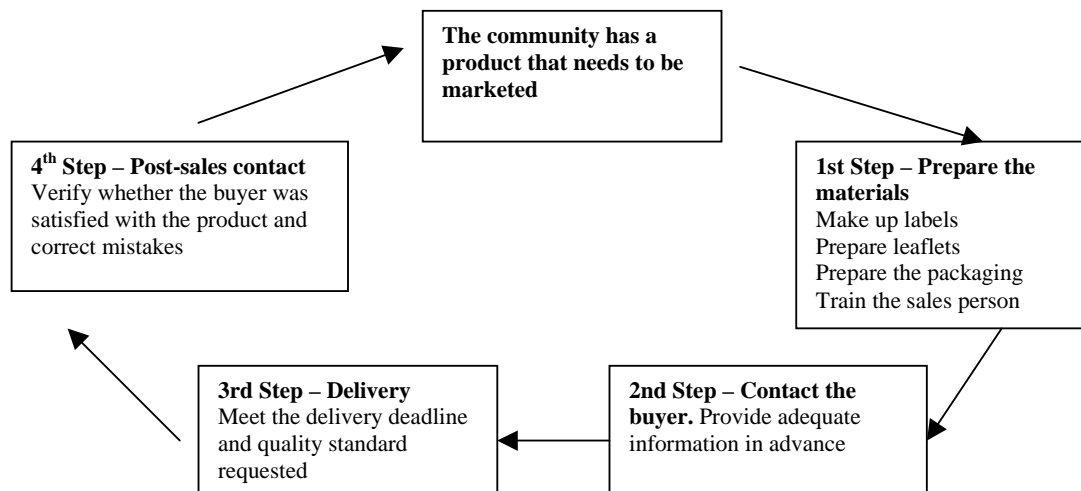 The community has a
product that needs to be
marketed
1st Step – Prepare the
materials
Make up labels
Prepare leaflets
Prepare the packaging
Train the sales person
2nd Step – Contact the
buyer. Provide adequate
information in advance
3rd Step – Delivery
Meet the delivery deadline
and quality standard
requested
4th Step – Post-sales contact
Verify whether the buyer was
satisfied with the product and
correct mistakes